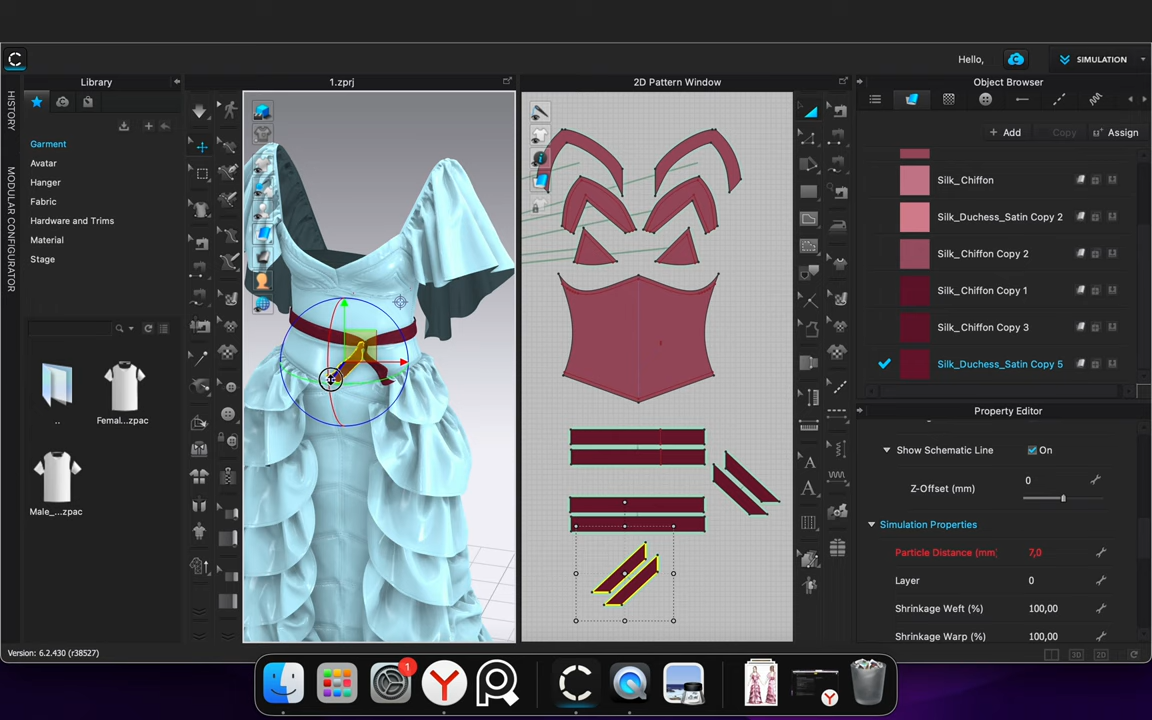 Hello,
SIMULATION
HISTORY
MODULAR CONFIGURATOR
Library
Garment
Avatar
Hanger
Fabric
Hardware and Trims
Material
Stage
..
Femal...zpac
Male_...zpac
Version: 6.2.430 (r38527)
1.zprj
2D Pattern Window
Object Browser
Add
Copy
Assign
Silk_Chiffon
Silk_Duchess_Satin Copy 2
Silk_Chiffon Copy 2
Silk_Chiffon Copy 1
Silk_Chiffon Copy 3
Silk_Duchess_Satin Copy 5
Property Editor
Show Schematic Line
On
Z-Offset (mm)
0
Simulation Properties
Particle Distance (mm)
7,0
Layer
0
Shrinkage Weft (%)
100,00
Shrinkage Warp (%)
100,00
3D
2D
1